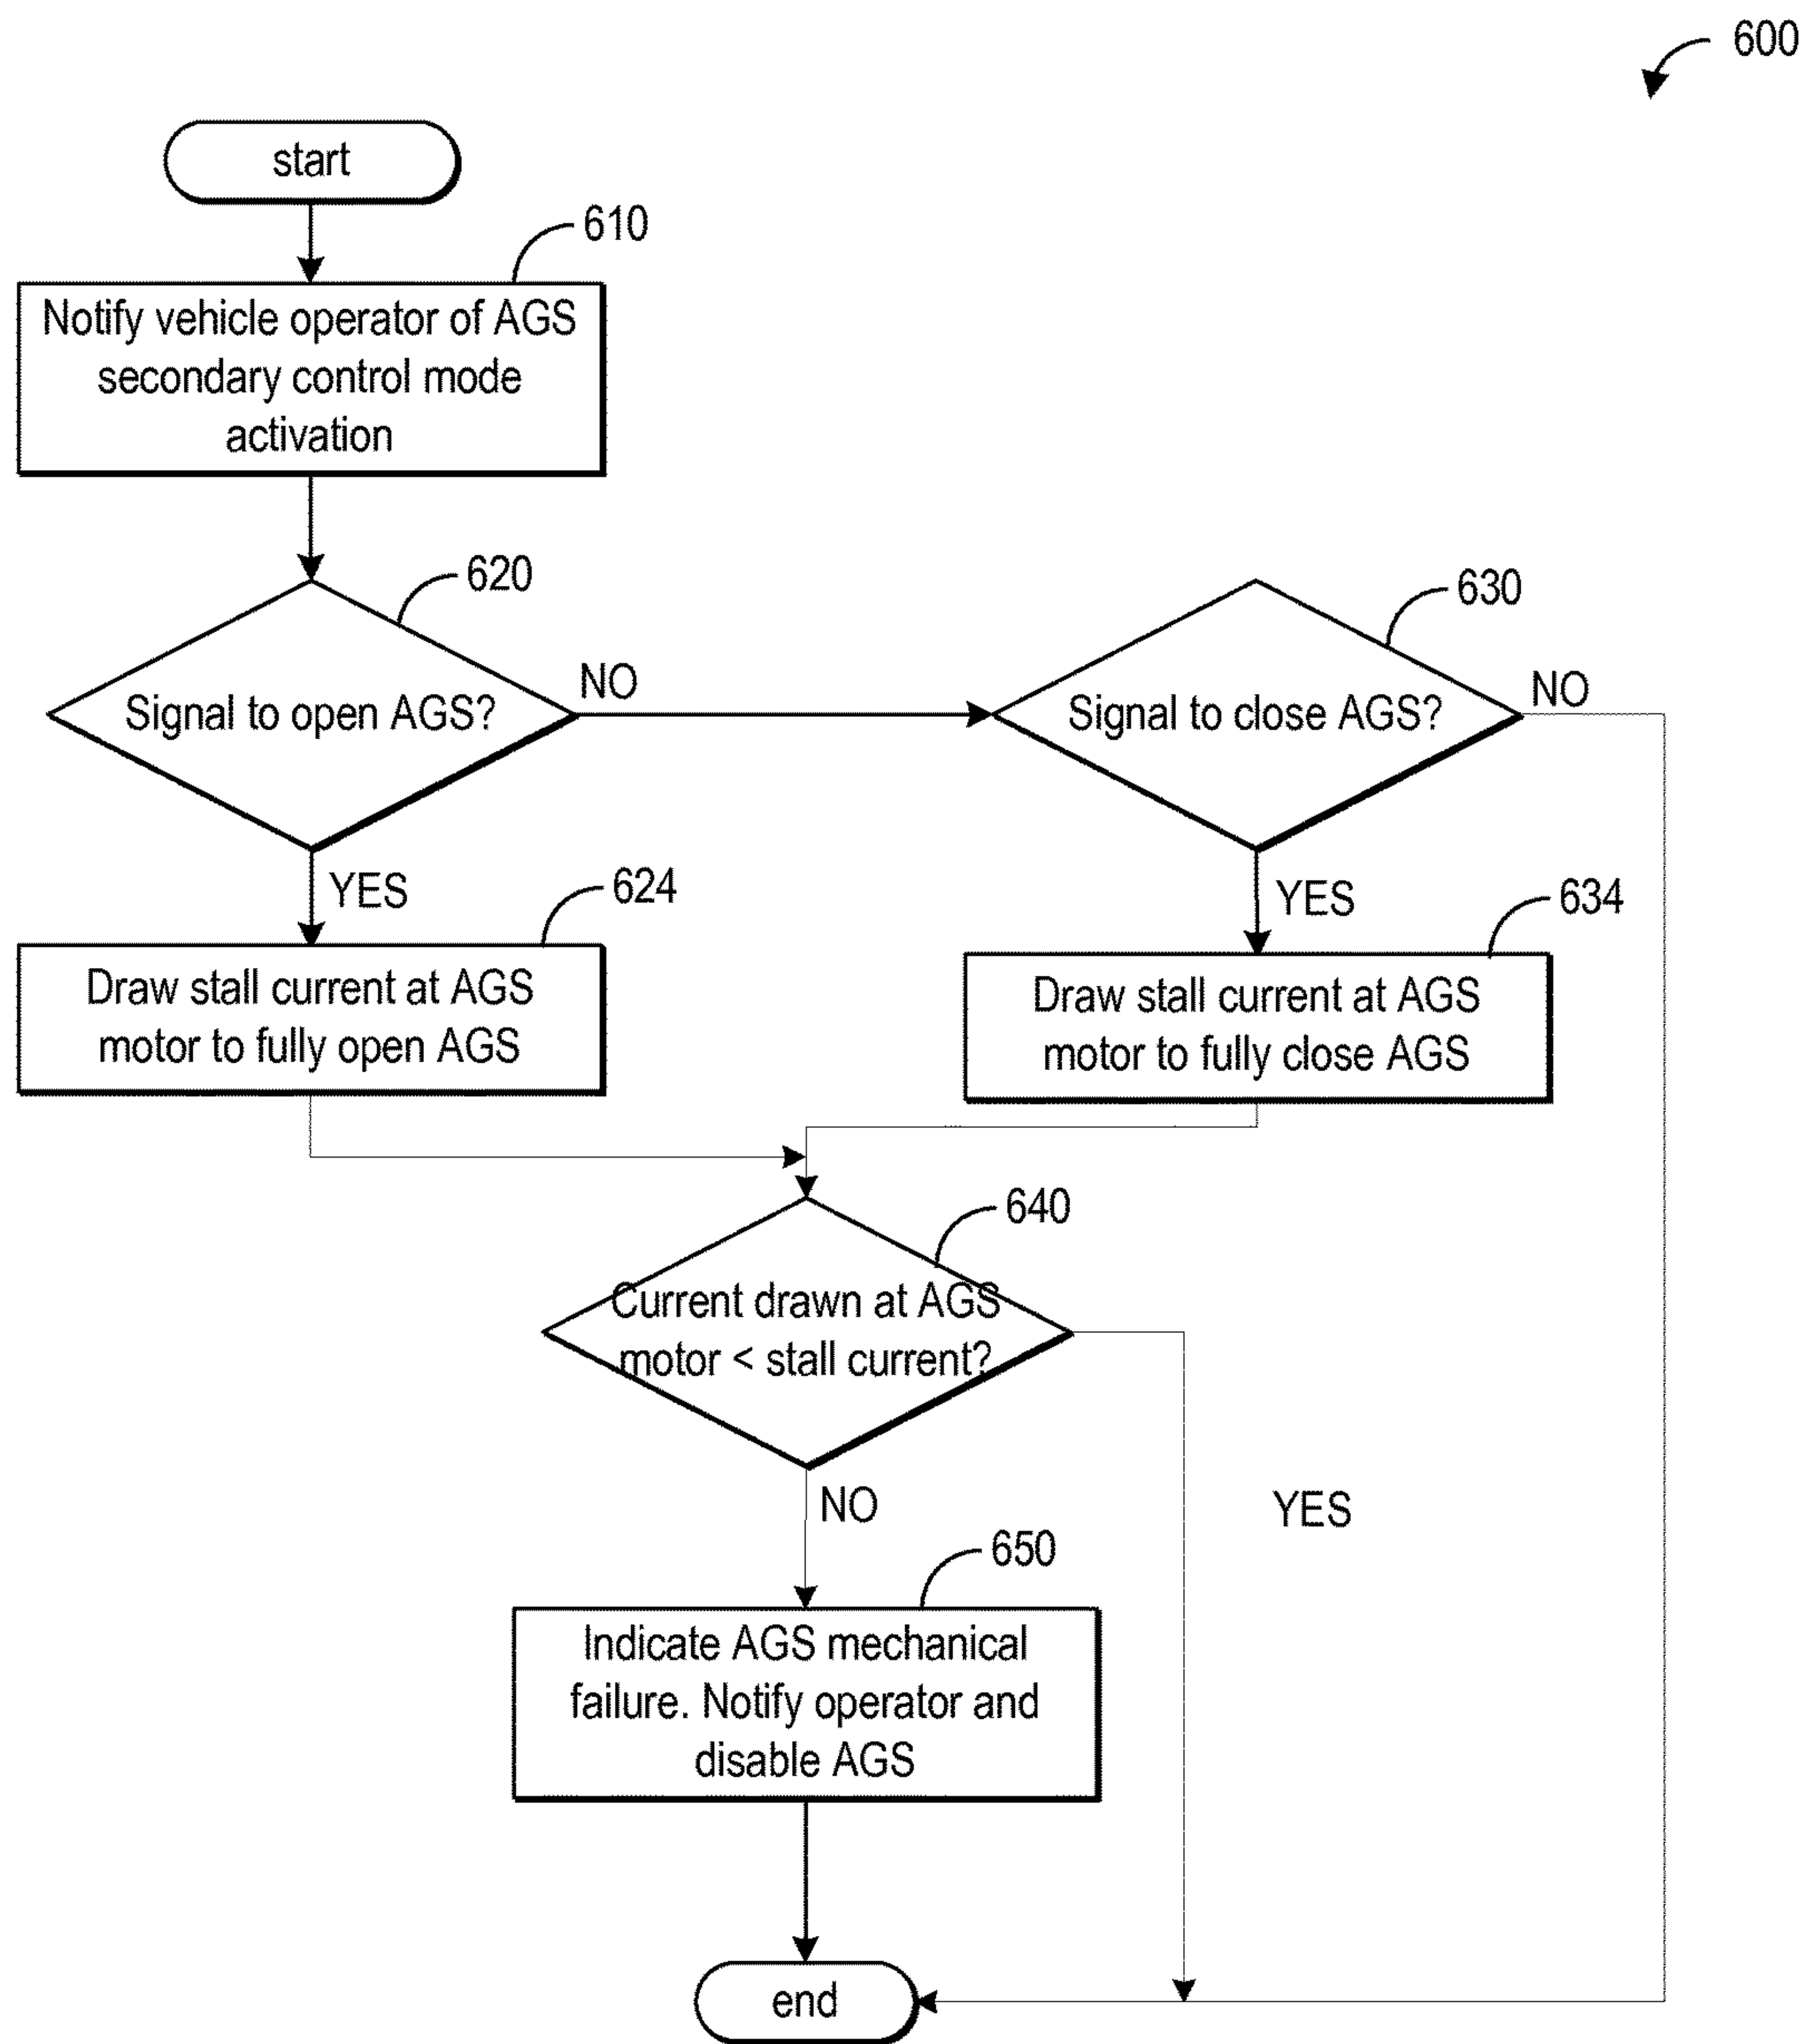 600
start
610
Notify vehicle operator of AGS
secondary control mode
activation
620
Signal to open AGS?
NO
630
Signal to close AGS?
NO
YES
624
Draw stall current at AGS
motor to fully open AGS
YES
634
Draw stall current at AGS
motor to fully close AGS
640
Current drawn at AGS
motor < stall current?
NO
YES
650
Indicate AGS mechanical
failure. Notify operator and
disable AGS
end